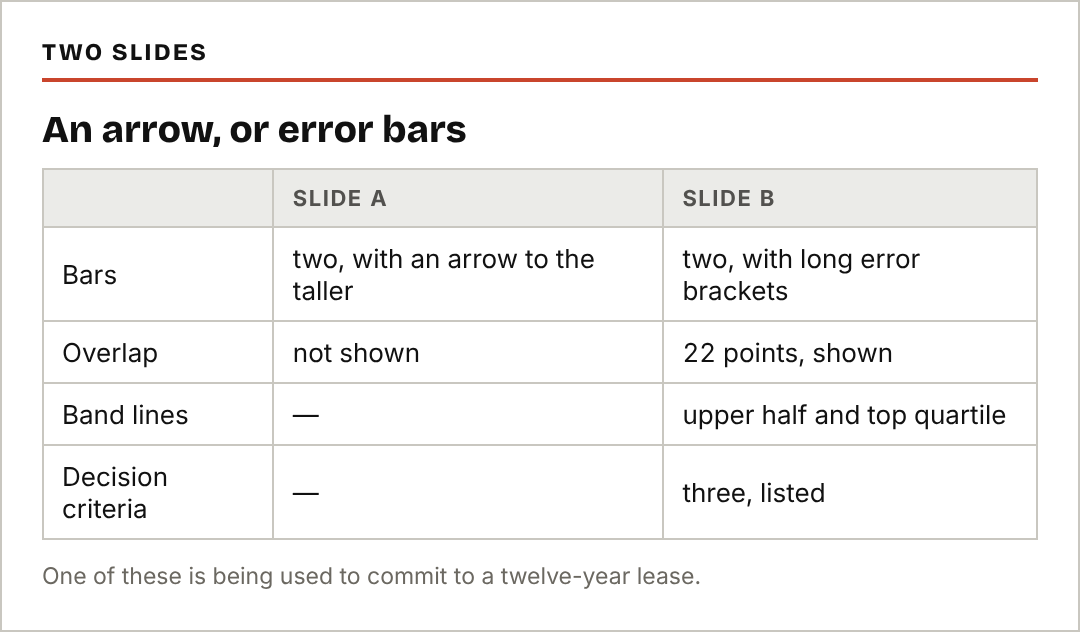 TWO SLIDES
An arrow, or error bars
SLIDE A
SLIDE B
Bars
two, with an arrow to the
taller
two, with long error
brackets
Overlap
not shown
22 points, shown
Band lines
—
upper half and top quartile
Decision
criteria
—
three, listed
One of these is being used to commit to a twelve-year lease.